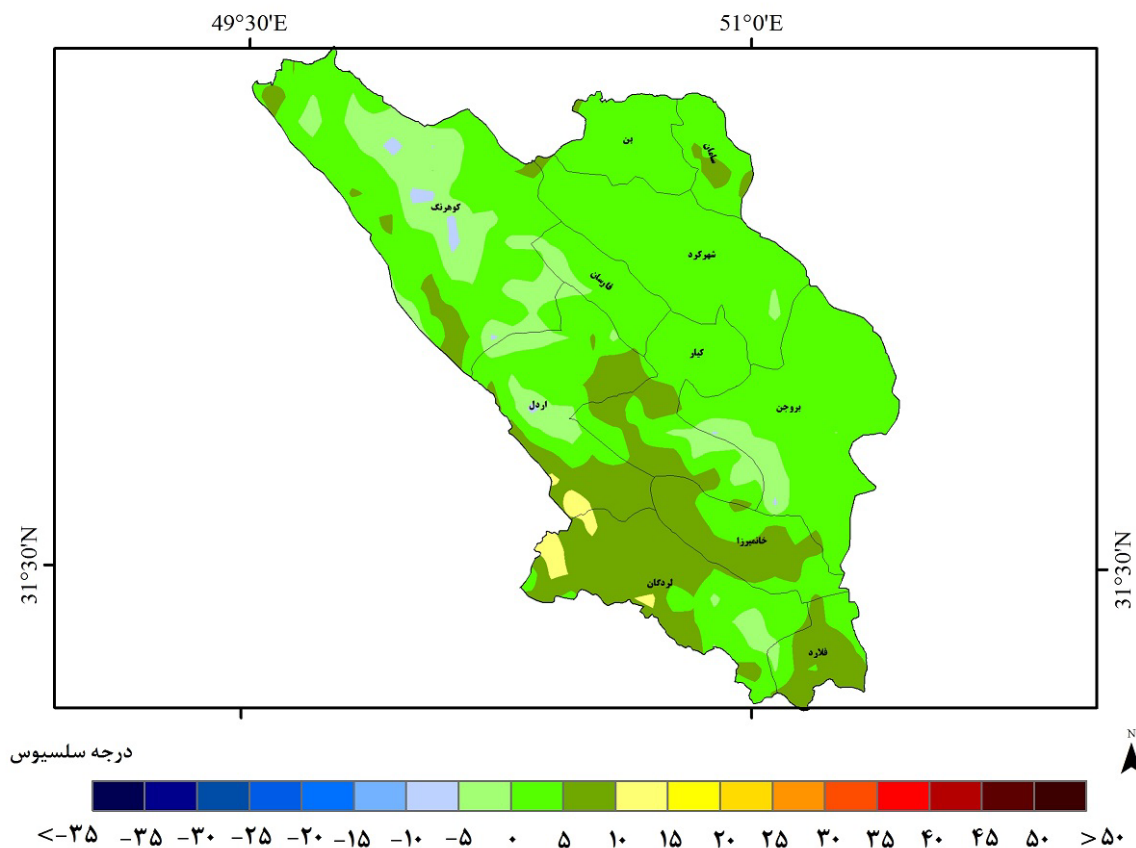 49°30'E 51°0'E
بن
سامان
کوهرنگ
شهرکرد
فارسان
کیار
اردل
بروجن
31°30'N 31°30'N
خانمیرزا
لردگان
فلارد
N
درجه سلسیوس
<-۳۵ -۳۵ -۳۰ -۲۵ -۲۰ -۱۵ -۱۰ -۵ ۰ ۵ ۱۰ ۱۵ ۲۰ ۲۵ ۳۰ ۳۵ ۴۰ ۴۵ ۵۰ >۵۰